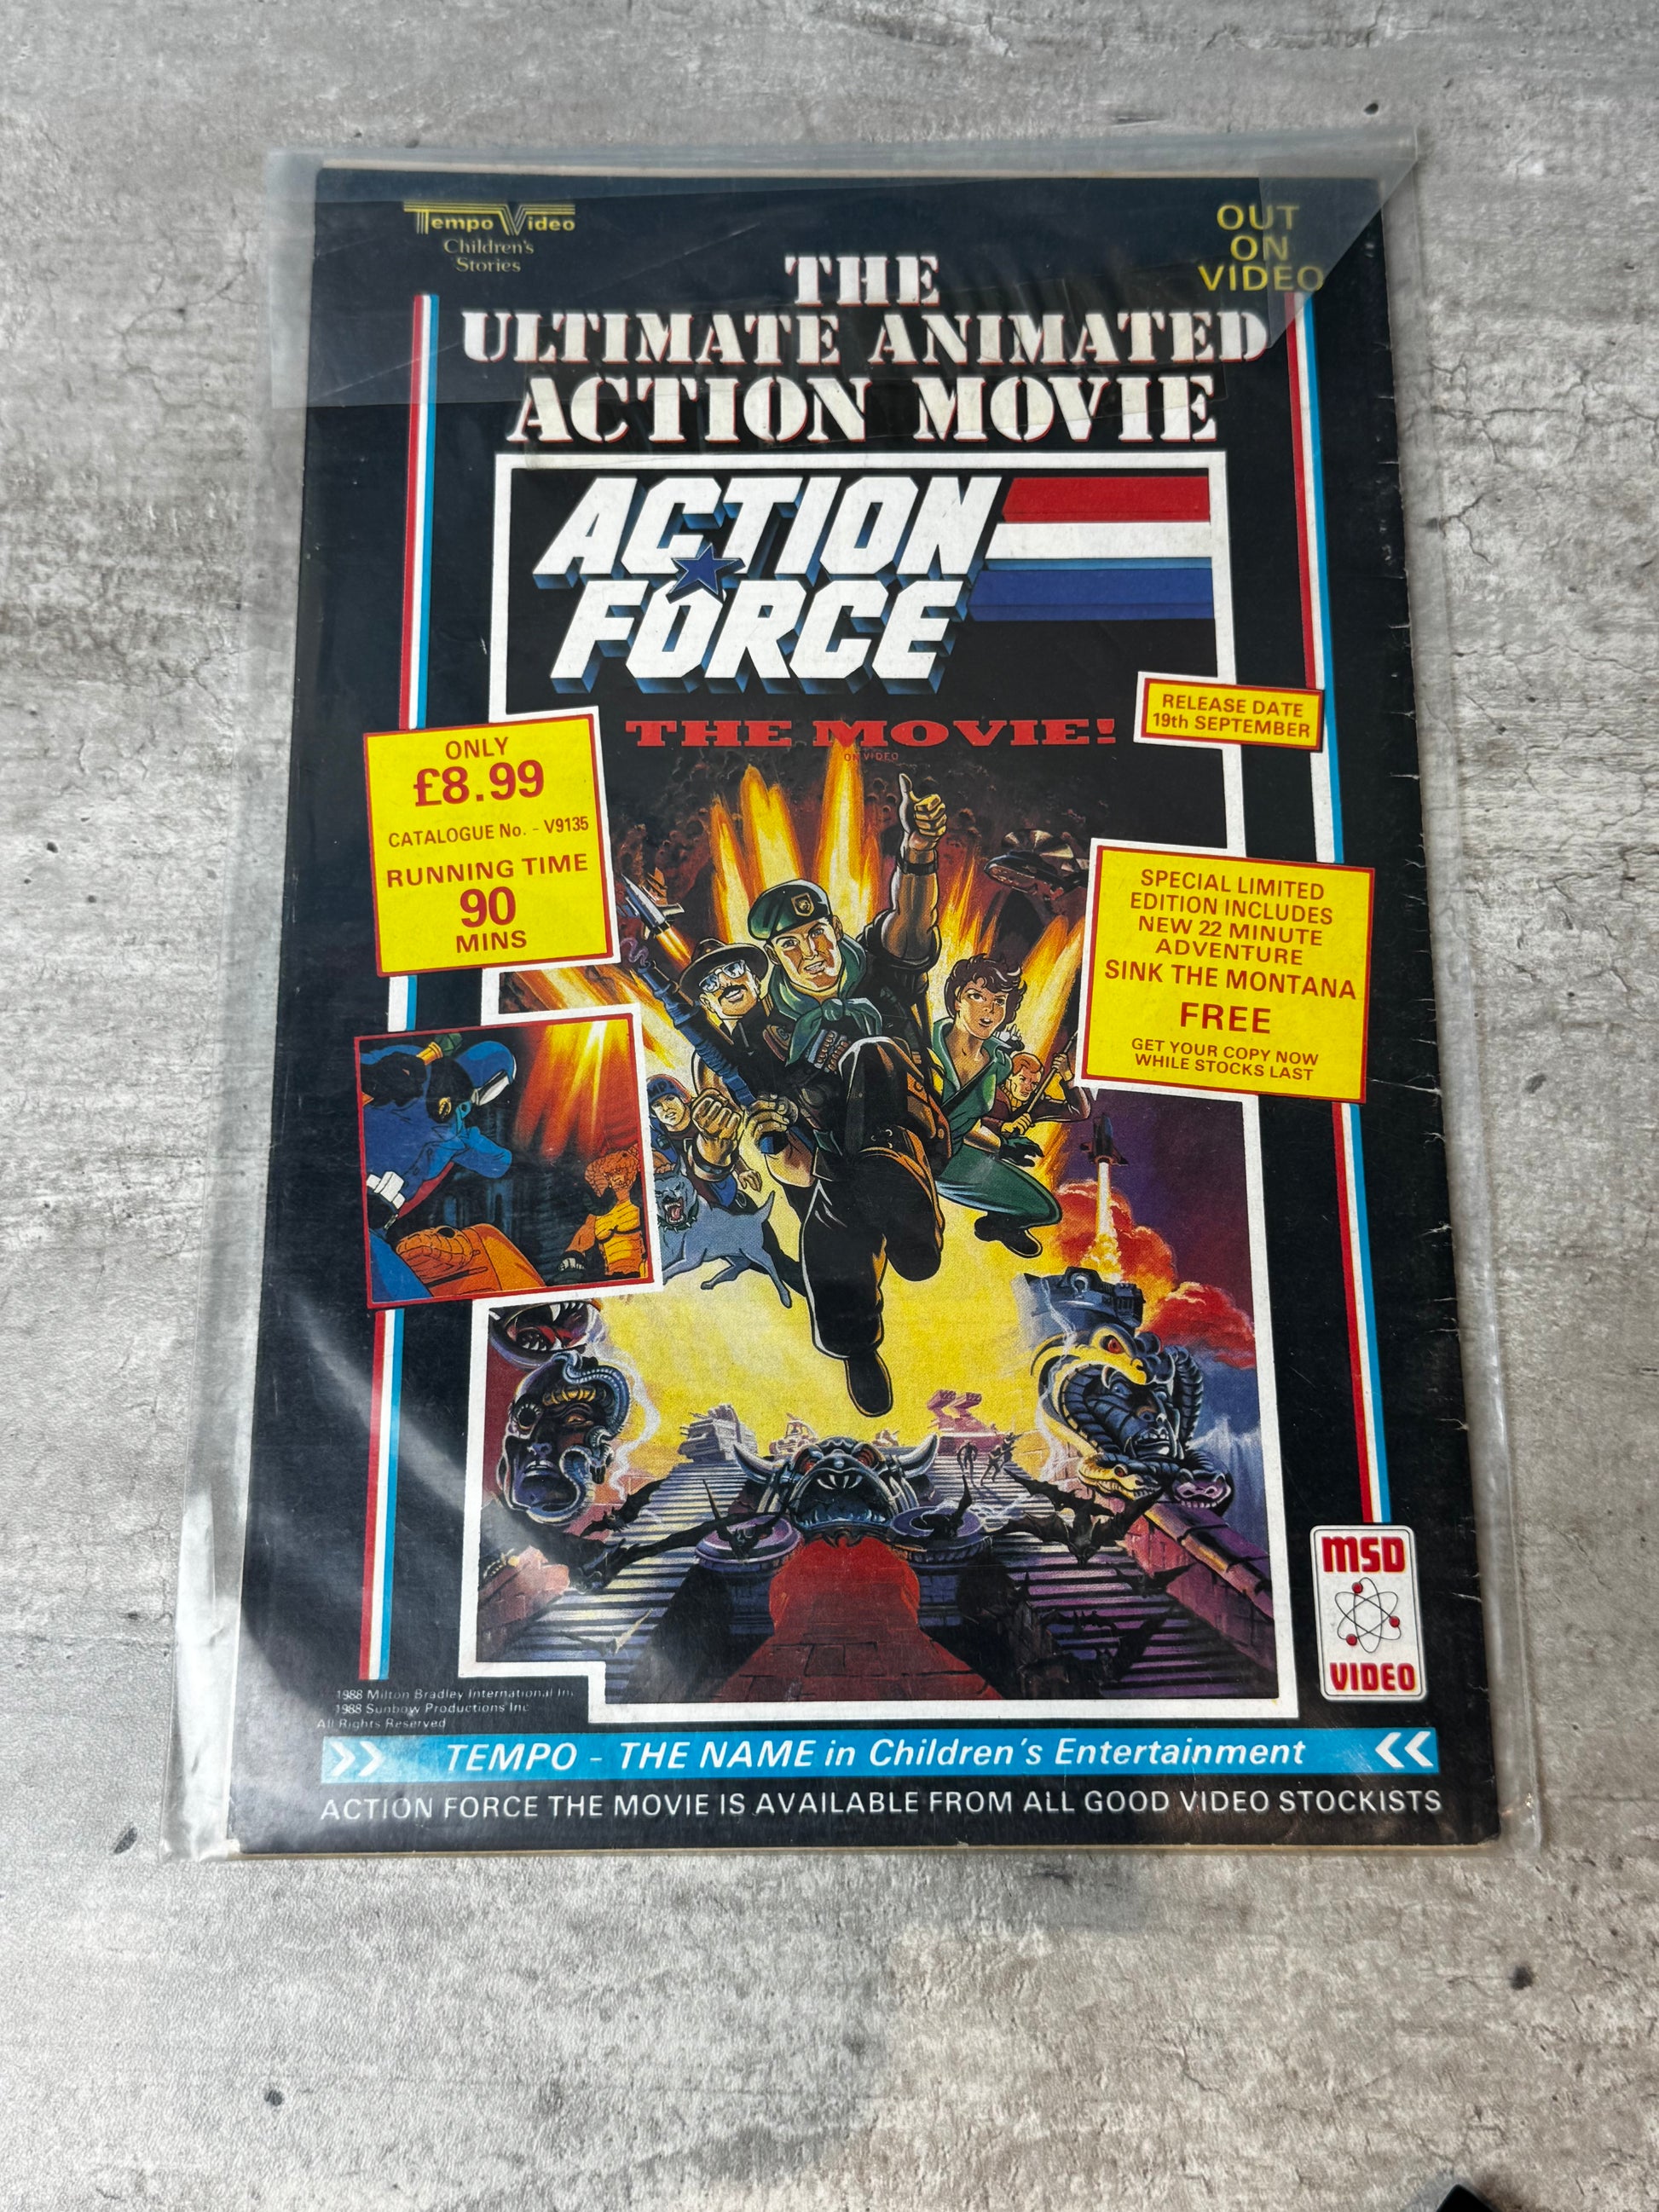 Tempo Video
Children's
Stories
OUT
ON
VIDEO
THE
ULTIMATE ANIMATED
ACTION MOVIE
ACTION
FORCE
THE MOVIE!
ON VIDEO
RELEASE DATE
19th SEPTEMBER
ONLY
£8.99
CATALOGUE No. - V9135
RUNNING TIME
90
MINS
SPECIAL LIMITED
EDITION INCLUDES
NEW 22 MINUTE
ADVENTURE
SINK THE MONTANA
FREE
GET YOUR COPY NOW
WHILE STOCKS LAST
MSD
VIDEO
1988 Milton Bradley International Inc
1988 Sunbow Productions Inc
All Rights Reserved
TEMPO - THE NAME in Children's Entertainment
ACTION FORCE THE MOVIE IS AVAILABLE FROM ALL GOOD VIDEO STOCKISTS